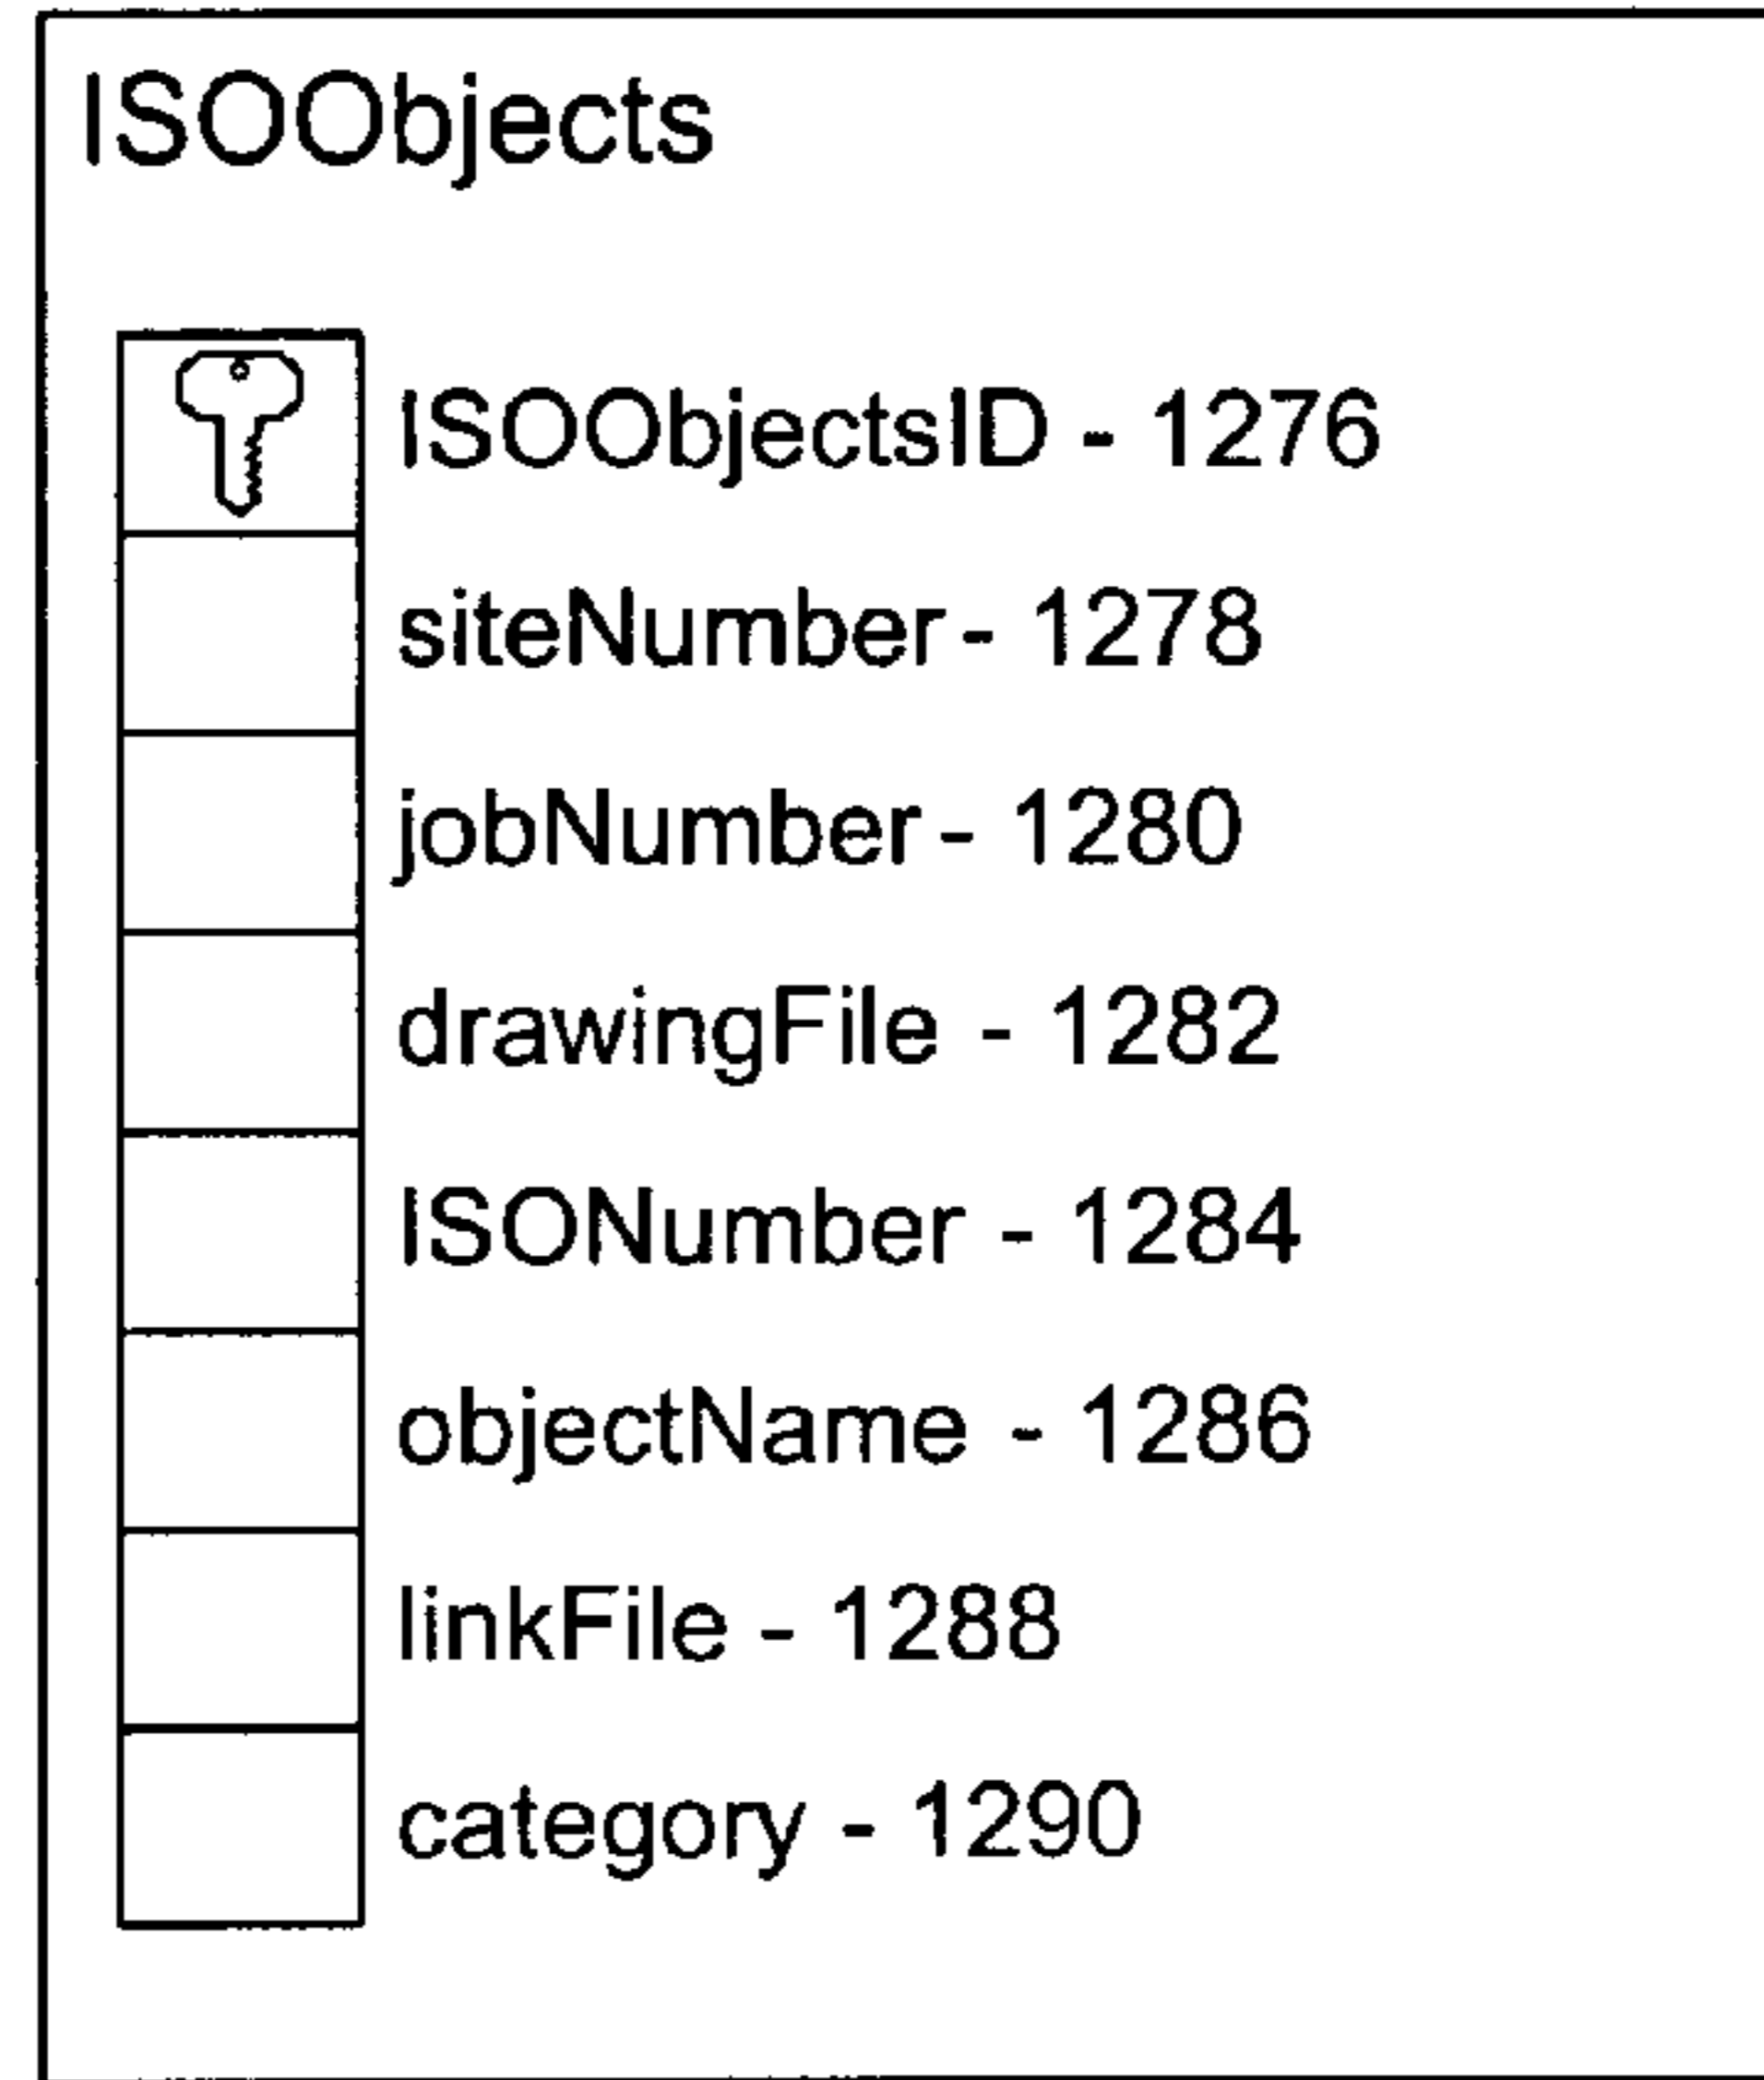 ISOObjects
ISOObjectsID - 1276
siteNumber- 1278
jobNumber- 1280
drawingFile - 1282
ISONumber - 1284
objectName - 1286
linkFile - 1288
category - 1290